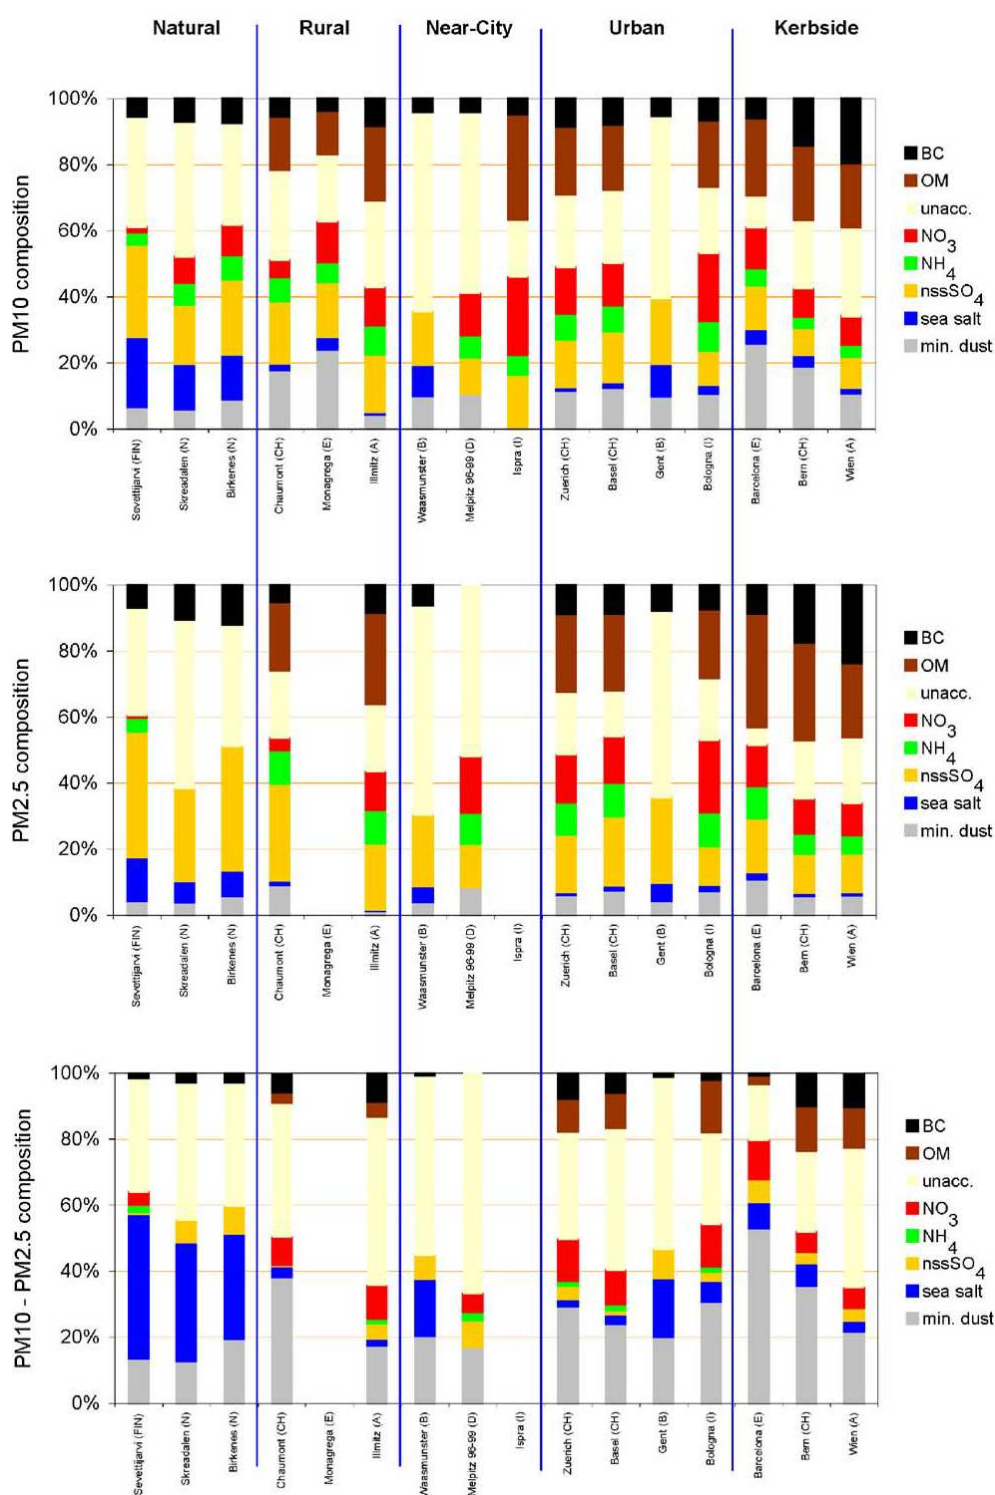 Natural Rural Near-City Urban Kerbside
PM10 composition
100%
80%
60%
40%
20%
0%
Sevettijarvi (FIN)
Skreadalen (N)
Birkenes (N)
Chaumont (CH)
Monagrega (E)
Illmitz (A)
Waasmunster (B)
Melpitz 96-99 (D)
Ispra (I)
Zuerich (CH)
Basel (CH)
Gent (B)
Bologna (I)
Barcelona (E)
Bern (CH)
Wien (A)
BC
OM
unacc.
NO3
NH4
nssSO4
sea salt
min. dust
PM2.5 composition
100%
80%
60%
40%
20%
0%
Sevettijarvi (FIN)
Skreadalen (N)
Birkenes (N)
Chaumont (CH)
Monagrega (E)
Illmitz (A)
Waasmunster (B)
Melpitz 96-99 (D)
Ispra (I)
Zuerich (CH)
Basel (CH)
Gent (B)
Bologna (I)
Barcelona (E)
Bern (CH)
Wien (A)
BC
OM
unacc.
NO3
NH4
nssSO4
sea salt
min. dust
PM10 - PM2.5 composition
100%
80%
60%
40%
20%
0%
Sevettijarvi (FIN)
Skreadalen (N)
Birkenes (N)
Chaumont (CH)
Monagrega (E)
Illmitz (A)
Waasmunster (B)
Melpitz 96-99 (D)
Ispra (I)
Zuerich (CH)
Basel (CH)
Gent (B)
Bologna (I)
Barcelona (E)
Bern (CH)
Wien (A)
BC
OM
unacc.
NO3
NH4
nssSO4
sea salt
min. dust